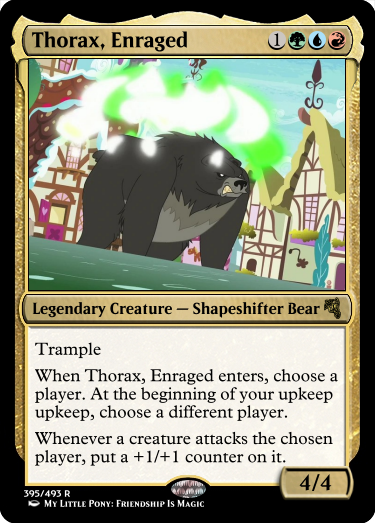 Thorax, Enraged 1
Legendary Creature — Shapeshifter Bear
Trample
When Thorax, Enraged enters, choose a
player. At the beginning of your upkeep
upkeep, choose a different player.
Whenever a creature attacks the chosen
player, put a +1/+1 counter on it.
4/4
395/493 R
My Little Pony: Friendship Is Magic